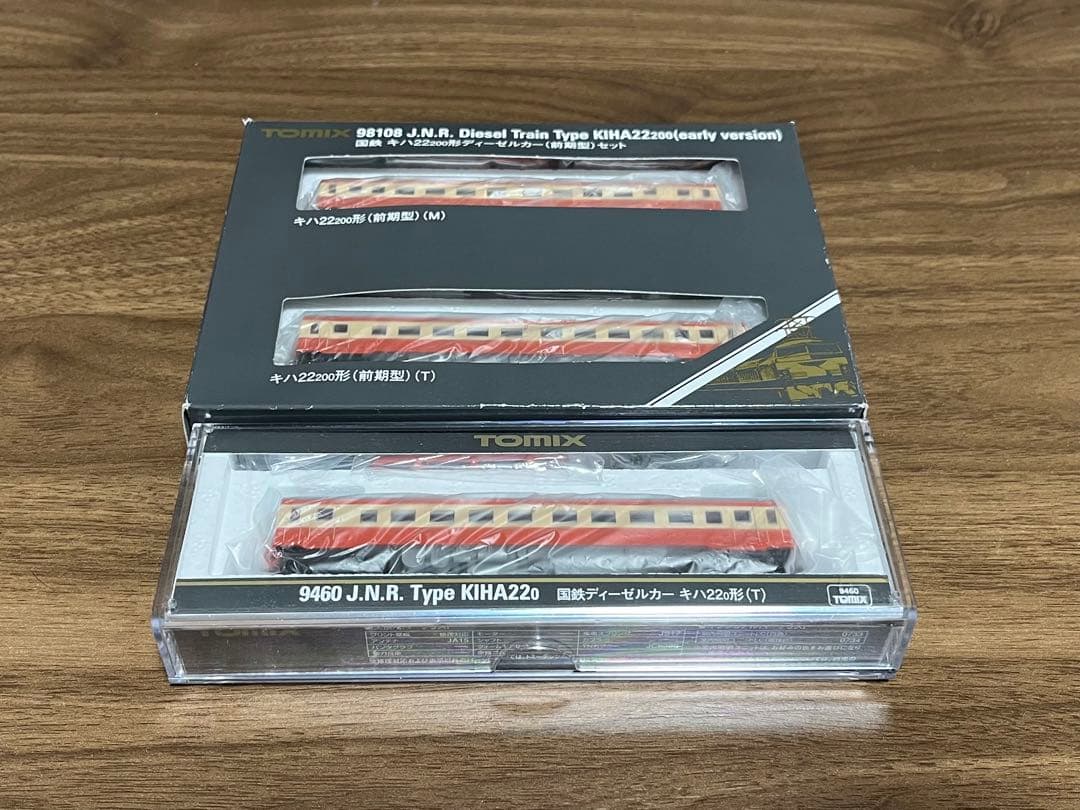 TOMIX 98108 J.N.R. Diesel Train Type KIHA22200(early version)
国鉄 キハ22200形ディーゼルカー(前期型)セット
キハ22200形(前期型)(M)
キハ22200形(前期型)(T)
TOMIX
9460 J.N.R. Type KIHA220 国鉄ディーゼルカー キハ220形(T)
9460
TOMIX
JA15
0733
0734